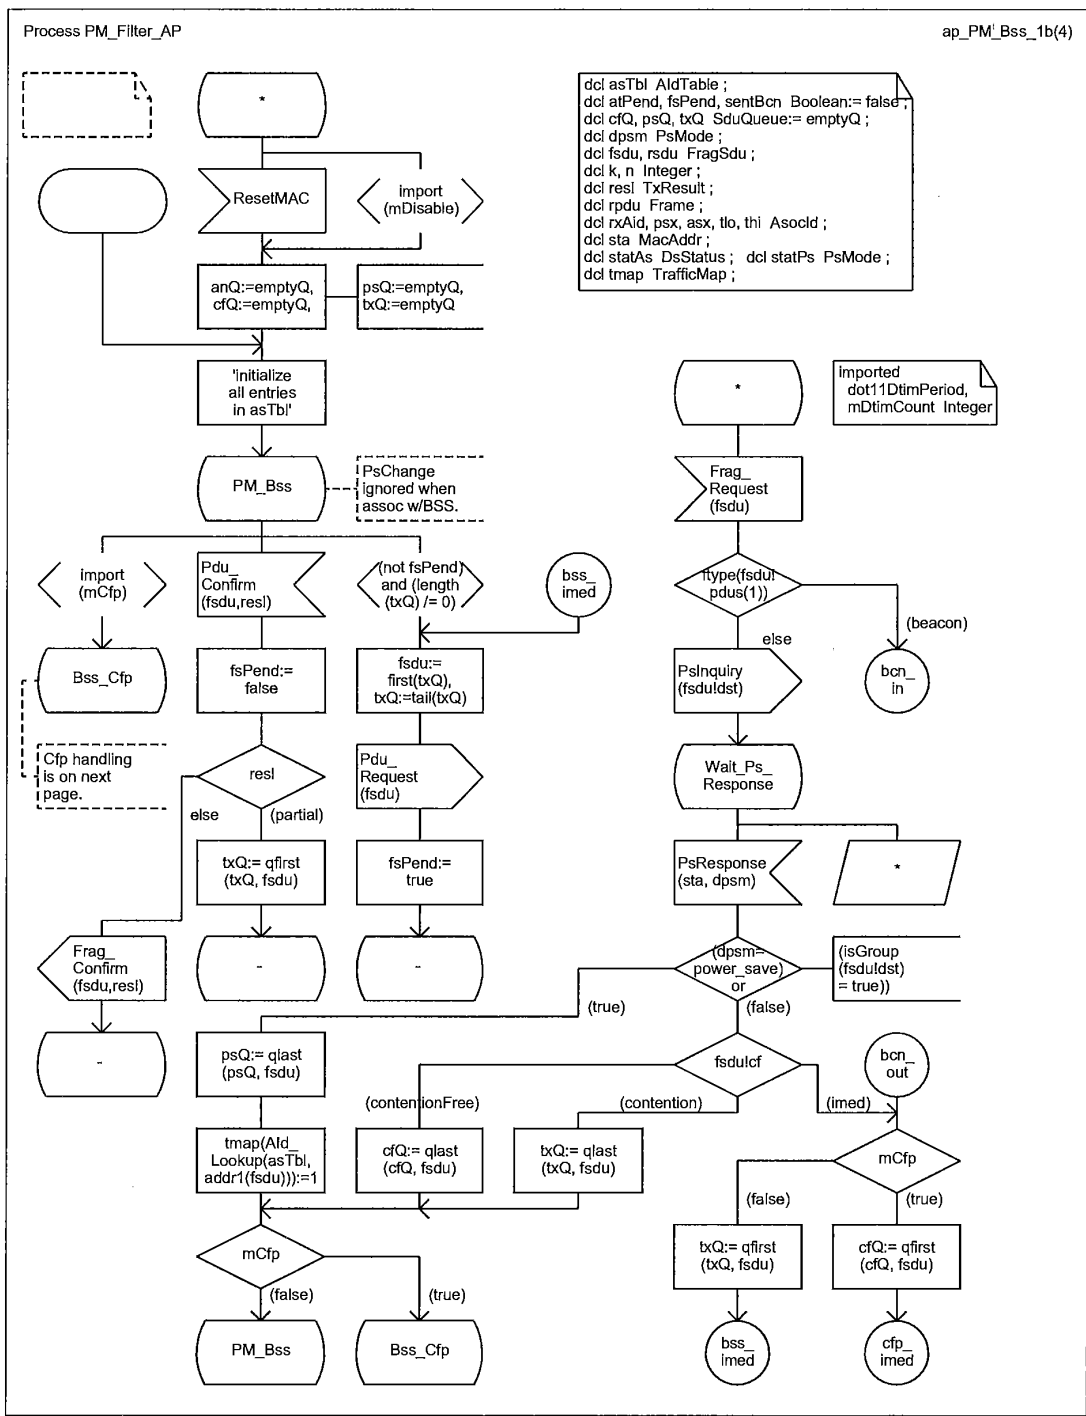 Process PM_Filter_AP
ap_PM_Bss_1b(4)
*
dcl asTbl AIdTable ;
dcl atPend, fsPend, sentBcn Boolean:= false ;
dcl cfQ, psQ, txQ SduQueue:= emptyQ ;
dcl dpsm PsMode ;
dcl fsdu, rsdu FragSdu ;
dcl k, n Integer ;
dcl resl TxResult ;
dcl rpdu Frame ;
dcl rxAid, psx, asx, tlo, thi AsocId ;
dcl sta MacAddr ;
dcl statAs DsStatus ; dcl statPs PsMode ;
dcl tmap TrafficMap ;
ResetMAC
import
(mDisable)
anQ:=emptyQ,
cfQ:=emptyQ,
psQ:=emptyQ,
txQ:=emptyQ
'initialize
all entries
in asTbl'
PM_Bss
PsChange
ignored when
assoc w/BSS.
import
(mCfp)
Pdu_
Confirm
(fsdu,resl)
(not fsPend)
and (length
(txQ) /= 0)
bss_
imed
Bss_Cfp
fsPend:=
false
fsdu:=
first(txQ),
txQ:=tail(txQ)
Cfp handling
is on next
page.
resl
else
(partial)
Pdu_
Request
(fsdu)
txQ:= qfirst
(txQ, fsdu)
fsPend:=
true
Frag_
Confirm
(fsdu,resl)
-
-
-
*
imported
dot11DtimPeriod,
mDtimCount Integer
Frag_
Request
(fsdu)
ftype(fsdu!
pdus(1))
else
(beacon)
PsInquiry
(fsdu!dst)
bcn_
in
Wait_Ps_
Response
PsResponse
(sta, dpsm)
*
(dpsm=
power_save)
or
(isGroup
(fsdu!dst)
= true))
(true)
(false)
psQ:= qlast
(psQ, fsdu)
fsdu!cf
bcn_
out
(contentionFree)
(contention)
(imed)
tmap(AId_
Lookup(asTbl,
addr1(fsdu))):=1
cfQ:= qlast
(cfQ, fsdu)
txQ:= qlast
(txQ, fsdu)
mCfp
(false)
(true)
mCfp
(false)
(true)
txQ:= qfirst
(txQ, fsdu)
cfQ:= qfirst
(cfQ, fsdu)
PM_Bss
Bss_Cfp
bss_
imed
cfp_
imed